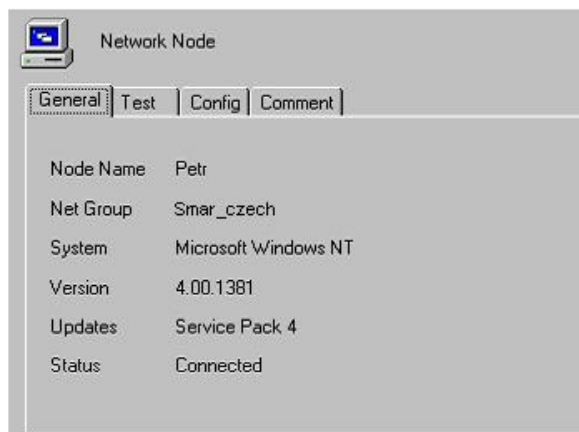 Network Node
General Test Config Comment
Node Name Petr
Net Group Smar_czech
System Microsoft Windows NT
Version 4.00.1381
Updates Service Pack 4
Status Connected